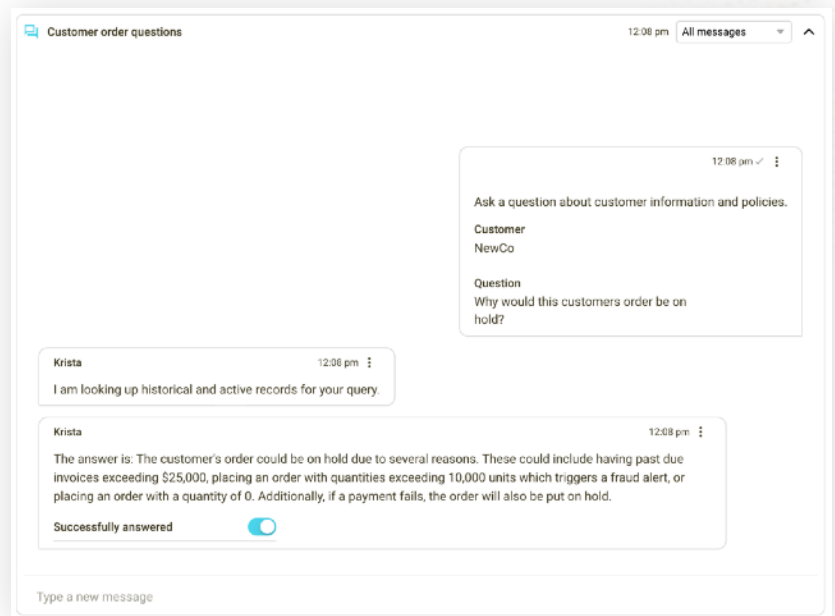 Customer order questions
12:08 pm
All messages
12:08 pm
Ask a question about customer information and policies.
Customer
NewCo
Question
Why would this customers order be on
hold?
Krista
12:08 pm
I am looking up historical and active records for your query.
Krista
12:08 pm
The answer is: The customer's order could be on hold due to several reasons. These could include having past due
invoices exceeding $25,000, placing an order with quantities exceeding 10,000 units which triggers a fraud alert, or
placing an order with a quantity of 0. Additionally, if a payment fails, the order will also be put on hold.
Successfully answered
Type a new message